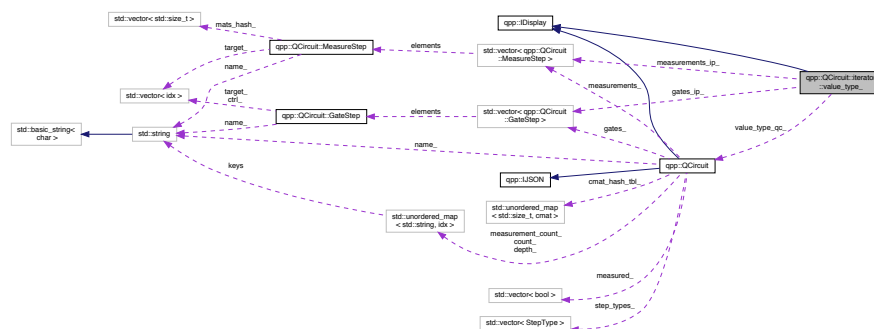 std::vector< std::size_t >
mats_hash_
qpp::QCircuit::MeasureStep
elements
std::vector< qpp::QCircuit
::MeasureStep >
qpp::IDisplay
measurements_ip_
qpp::QCircuit::iterator
::value_type_
target_
name_
std::vector< idx >
target_
ctrl_
measurements_
gates_ip_
qpp::QCircuit::GateStep
elements
std::vector< qpp::QCircuit
::GateStep >
name_
std::basic_string<
char >
std::string
gates_
value_type_qc_
name_
keys
qpp::QCircuit
qpp::IJSON
cmat_hash_tbl_
std::unordered_map
< std::string, idx >
std::unordered_map
< std::size_t, cmat >
measurement_count_
count_
depth_
measured_
std::vector< bool >
step_types_
std::vector< StepType >